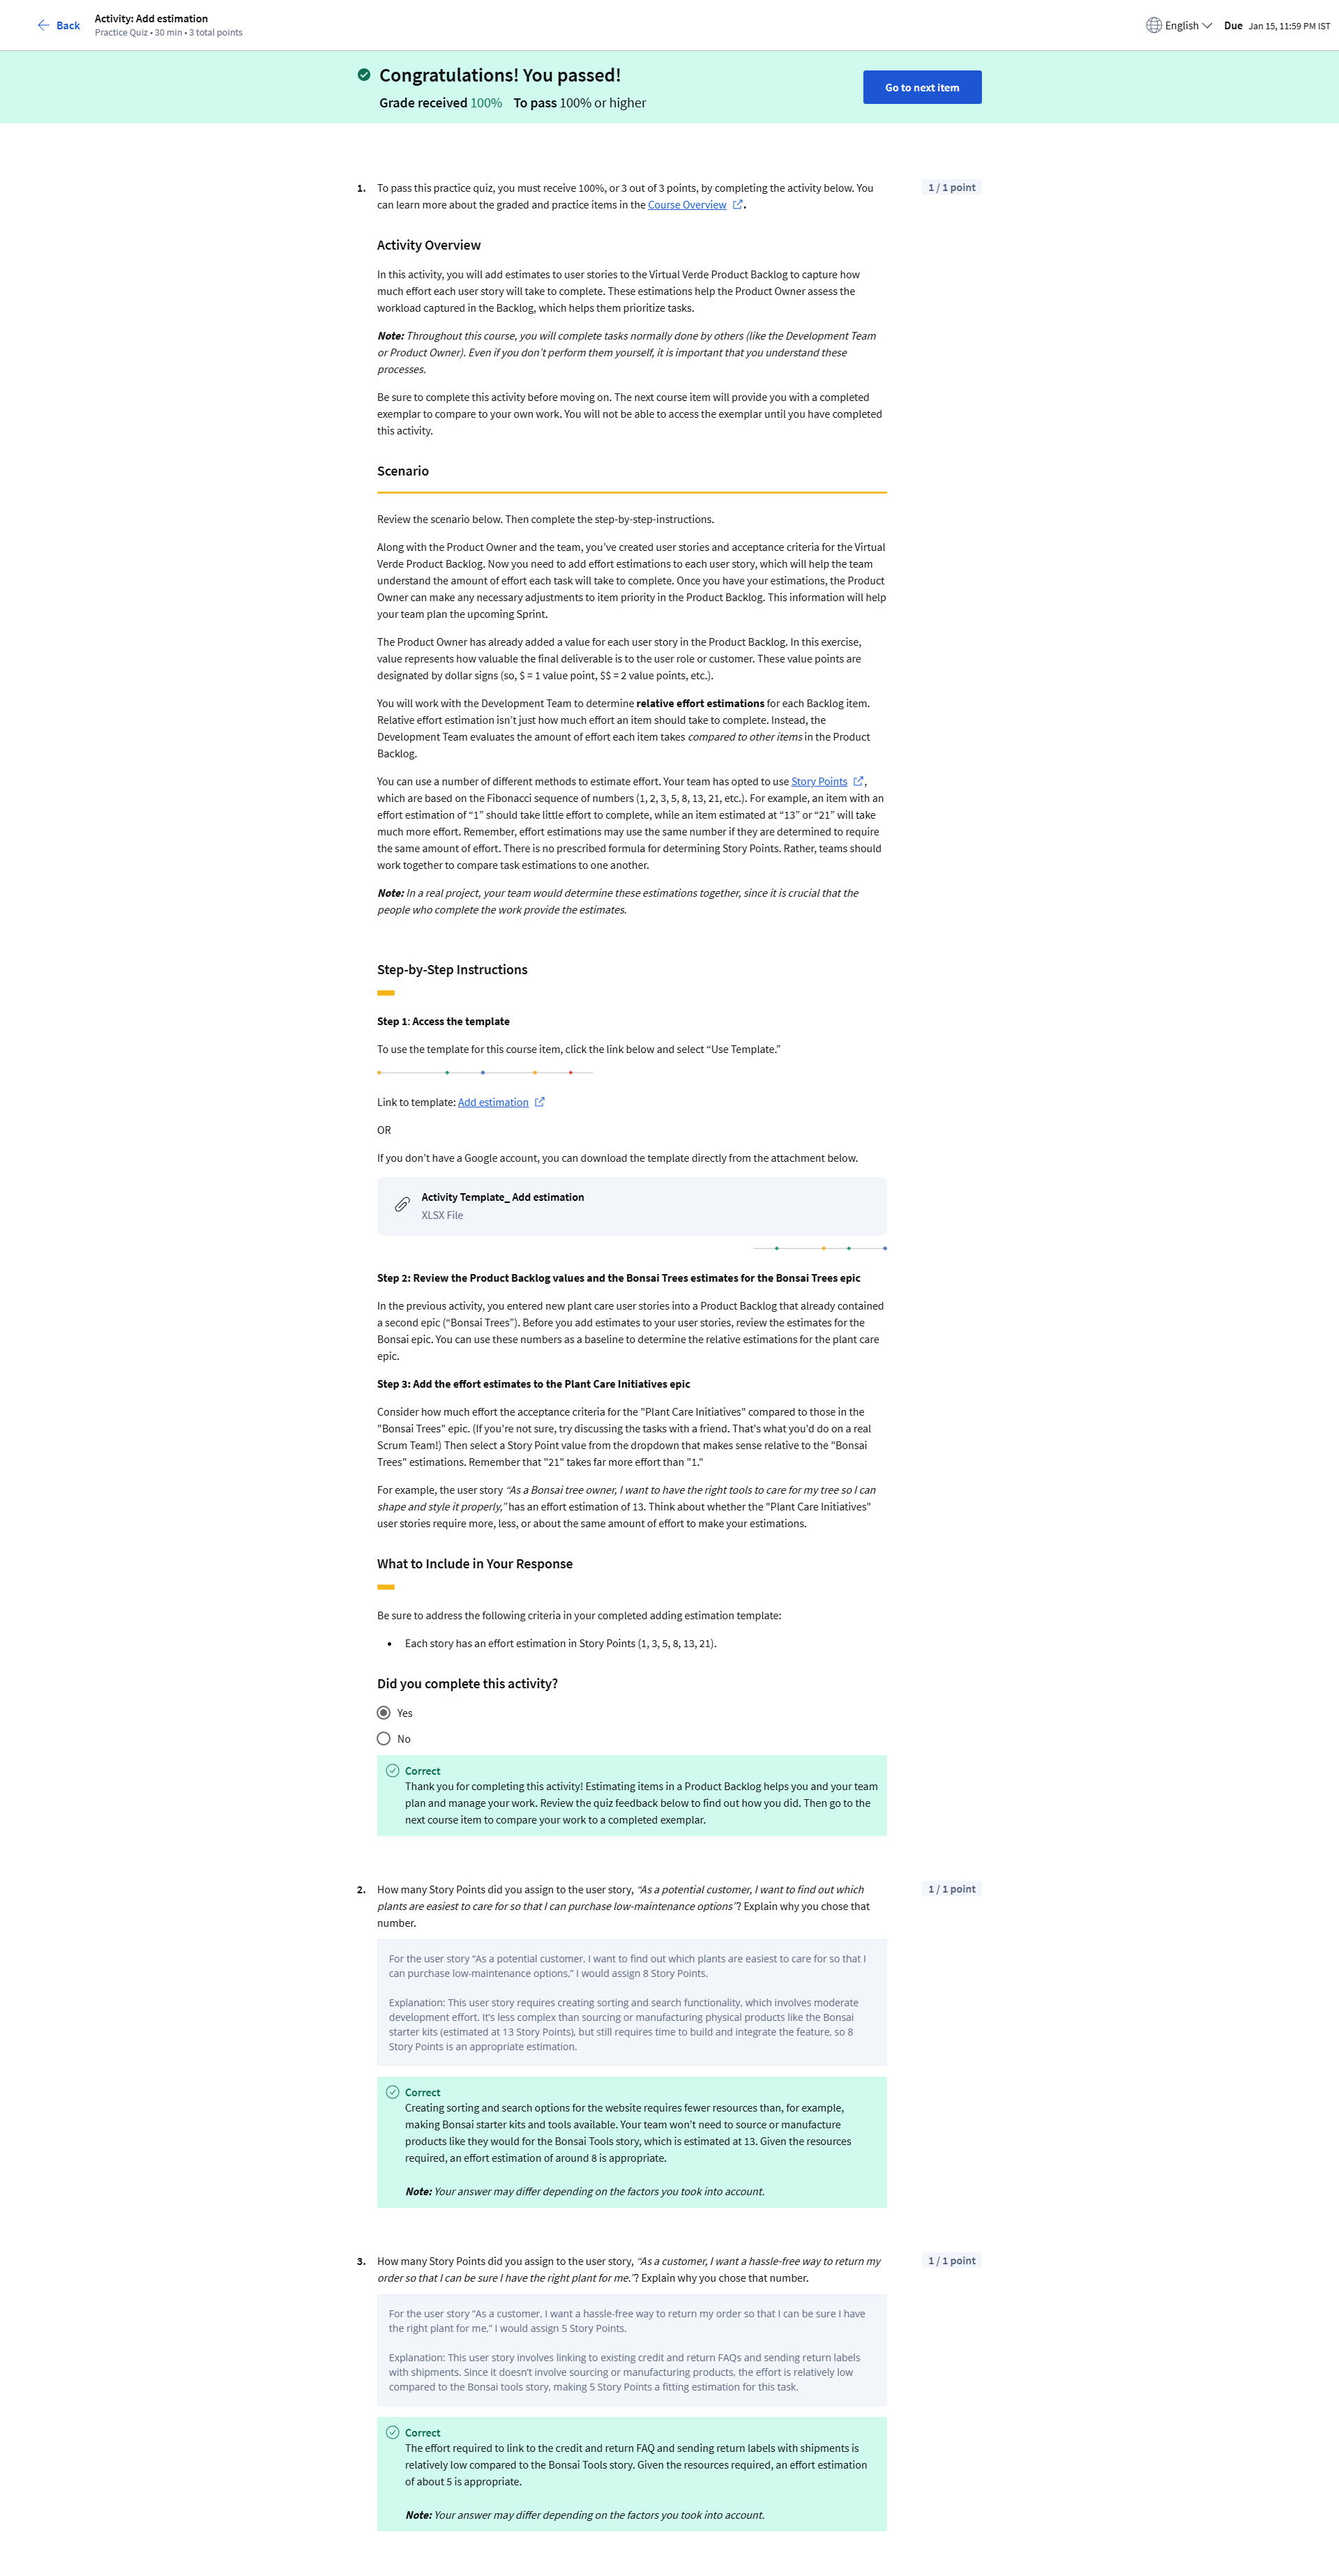 Back
Activity: Add estimation
Practice Quiz • 30 min • 3 total points
English
Due Jan 15, 11:59 PM IST
Congratulations! You passed!
Grade received 100% To pass 100% or higher
Go to next item
1. To pass this practice quiz, you must receive 100%, or 3 out of 3 points, by completing the activity below. You
can learn more about the graded and practice items in the Course Overview .
1 / 1 point
Activity Overview
In this activity, you will add estimates to user stories to the Virtual Verde Product Backlog to capture how
much effort each user story will take to complete. These estimations help the Product Owner assess the
workload captured in the Backlog, which helps them prioritize tasks.
Note: Throughout this course, you will complete tasks normally done by others (like the Development Team
or Product Owner). Even if you don’t perform them yourself, it is important that you understand these
processes.
Be sure to complete this activity before moving on. The next course item will provide you with a completed
exemplar to compare to your own work. You will not be able to access the exemplar until you have completed
this activity.
Scenario
Review the scenario below. Then complete the step-by-step-instructions.
Along with the Product Owner and the team, you’ve created user stories and acceptance criteria for the Virtual
Verde Product Backlog. Now you need to add effort estimations to each user story, which will help the team
understand the amount of effort each task will take to complete. Once you have your estimations, the Product
Owner can make any necessary adjustments to item priority in the Product Backlog. This information will help
your team plan the upcoming Sprint.
The Product Owner has already added a value for each user story in the Product Backlog. In this exercise,
value represents how valuable the final deliverable is to the user role or customer. These value points are
designated by dollar signs (so, $ = 1 value point, $$ = 2 value points, etc.).
You will work with the Development Team to determine relative effort estimations for each Backlog item.
Relative effort estimation isn’t just how much effort an item should take to complete. Instead, the
Development Team evaluates the amount of effort each item takes compared to other items in the Product
Backlog.
You can use a number of different methods to estimate effort. Your team has opted to use Story Points ,
which are based on the Fibonacci sequence of numbers (1, 2, 3, 5, 8, 13, 21, etc.). For example, an item with an
effort estimation of “1” should take little effort to complete, while an item estimated at “13” or “21” will take
much more effort. Remember, effort estimations may use the same number if they are determined to require
the same amount of effort. There is no prescribed formula for determining Story Points. Rather, teams should
work together to compare task estimations to one another.
Note: In a real project, your team would determine these estimations together, since it is crucial that the
people who complete the work provide the estimates.
Step-by-Step Instructions
Step 1: Access the template
To use the template for this course item, click the link below and select “Use Template.”
Link to template: Add estimation
OR
If you don’t have a Google account, you can download the template directly from the attachment below.
Activity Template_ Add estimation
XLSX File
Step 2: Review the Product Backlog values and the Bonsai Trees estimates for the Bonsai Trees epic
In the previous activity, you entered new plant care user stories into a Product Backlog that already contained
a second epic (“Bonsai Trees”). Before you add estimates to your user stories, review the estimates for the
Bonsai epic. You can use these numbers as a baseline to determine the relative estimations for the plant care
epic.
Step 3: Add the effort estimates to the Plant Care Initiatives epic
Consider how much effort the acceptance criteria for the "Plant Care Initiatives" compared to those in the
"Bonsai Trees" epic. (If you're not sure, try discussing the tasks with a friend. That's what you'd do on a real
Scrum Team!) Then select a Story Point value from the dropdown that makes sense relative to the "Bonsai
Trees" estimations. Remember that "21" takes far more effort than "1."
For example, the user story “As a Bonsai tree owner, I want to have the right tools to care for my tree so I can
shape and style it properly,” has an effort estimation of 13. Think about whether the "Plant Care Initiatives"
user stories require more, less, or about the same amount of effort to make your estimations.
What to Include in Your Response
Be sure to address the following criteria in your completed adding estimation template:
• Each story has an effort estimation in Story Points (1, 3, 5, 8, 13, 21).
Did you complete this activity?
Yes
No
Correct
Thank you for completing this activity! Estimating items in a Product Backlog helps you and your team
plan and manage your work. Review the quiz feedback below to find out how you did. Then go to the
next course item to compare your work to a completed exemplar.
2. How many Story Points did you assign to the user story, “As a potential customer, I want to find out which
plants are easiest to care for so that I can purchase low-maintenance options”? Explain why you chose that
number.
1 / 1 point
For the user story “As a potential customer, I want to find out which plants are easiest to care for so that I
can purchase low-maintenance options,” I would assign 8 Story Points.
Explanation: This user story requires creating sorting and search functionality, which involves moderate
development effort. It’s less complex than sourcing or manufacturing physical products like the Bonsai
starter kits (estimated at 13 Story Points), but still requires time to build and integrate the feature, so 8
Story Points is an appropriate estimation.
Correct
Creating sorting and search options for the website requires fewer resources than, for example,
making Bonsai starter kits and tools available. Your team won't need to source or manufacture
products like they would for the Bonsai Tools story, which is estimated at 13. Given the resources
required, an effort estimation of around 8 is appropriate.
Note: Your answer may differ depending on the factors you took into account.
3. How many Story Points did you assign to the user story, “As a customer, I want a hassle-free way to return my
order so that I can be sure I have the right plant for me.”? Explain why you chose that number.
1 / 1 point
For the user story “As a customer, I want a hassle-free way to return my order so that I can be sure I have
the right plant for me,” I would assign 5 Story Points.
Explanation: This user story involves linking to existing credit and return FAQs and sending return labels
with shipments. Since it doesn’t involve sourcing or manufacturing products, the effort is relatively low
compared to the Bonsai tools story, making 5 Story Points a fitting estimation for this task.
Correct
The effort required to link to the credit and return FAQ and sending return labels with shipments is
relatively low compared to the Bonsai Tools story. Given the resources required, an effort estimation
of about 5 is appropriate.
Note: Your answer may differ depending on the factors you took into account.